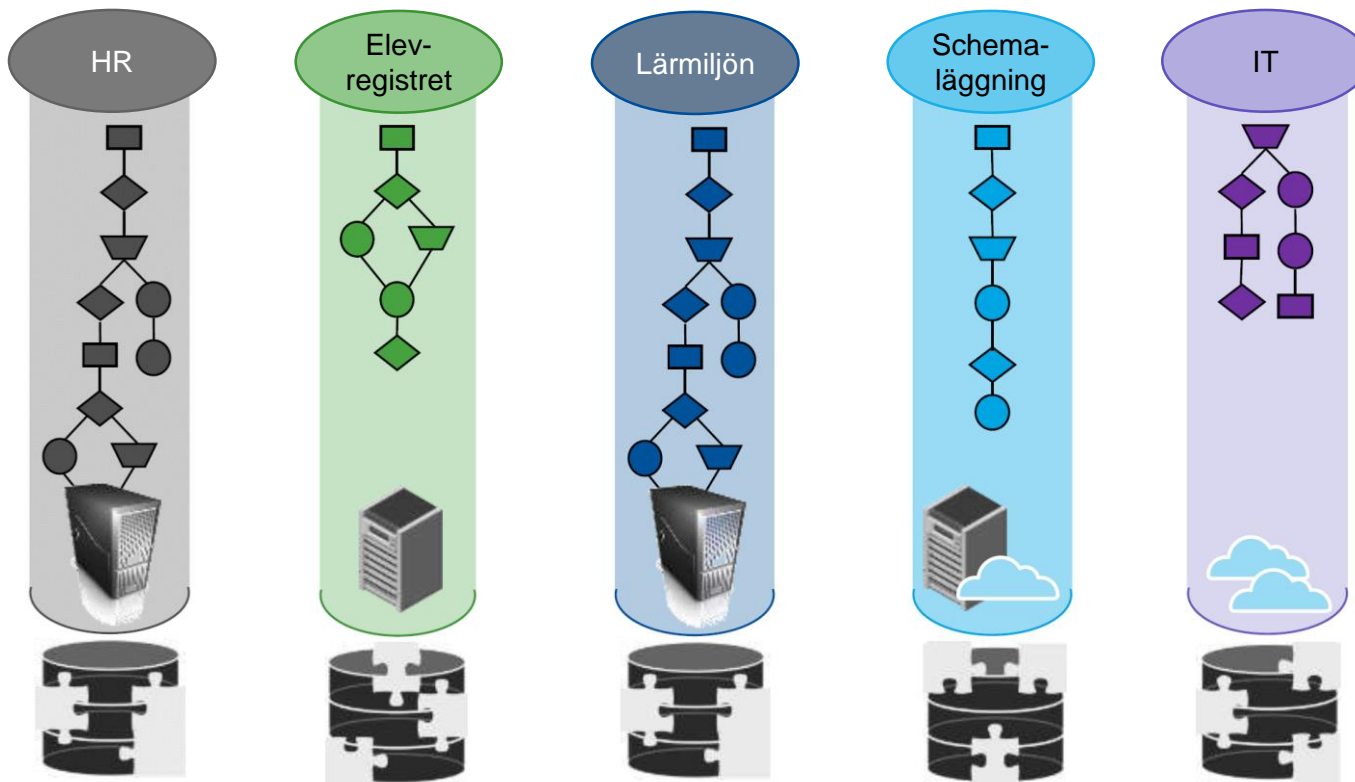 HR
Elev-
registret
Lärmiljön
Schema-
läggning
IT